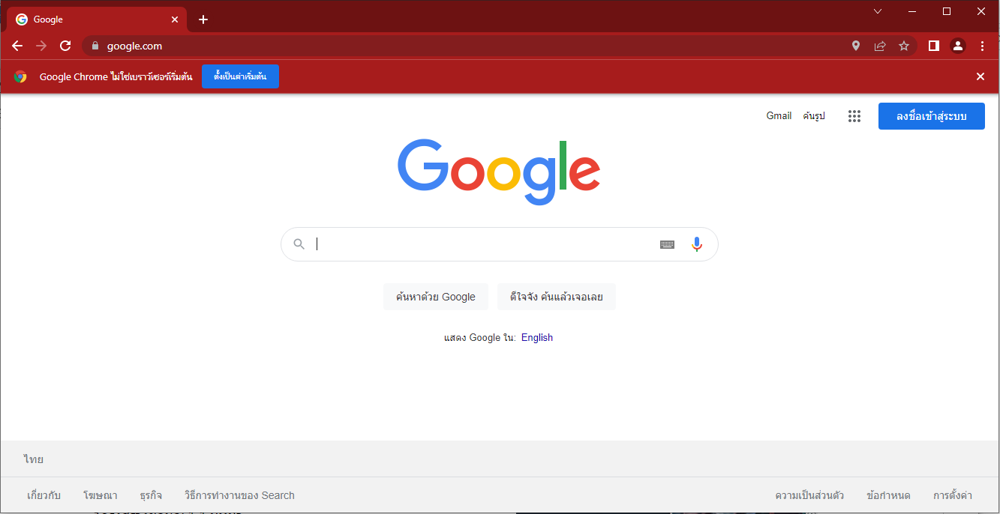 Google
google.com
Google Chrome ไม่ใช่เบราว์เซอร์เริ่มต้น ตั้งเป็นค่าเริ่มต้น
Gmail ค้นรูป ลงชื่อเข้าสู่ระบบ
Google
ค้นหาด้วย Google ดีใจจัง ค้นแล้วเจอเลย
แสดง Google ใน: English
ไทย
เกี่ยวกับ โฆษณา ธุรกิจ วิธีการทำงานของ Search ความเป็นส่วนตัว ข้อกำหนด การตั้งค่า